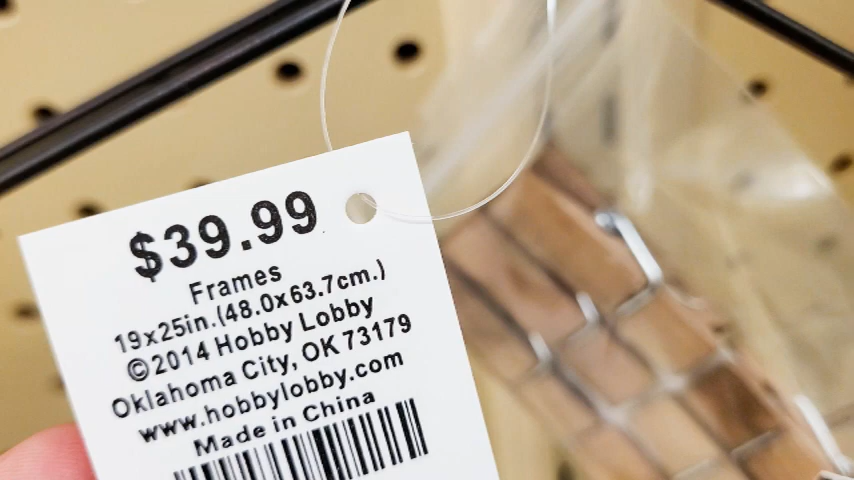 $39.99
Frames
19x25in.(48.0x63.7cm.)
©2014 Hobby Lobby
Oklahoma City, OK 73179
www.hobbylobby.com
Made in China